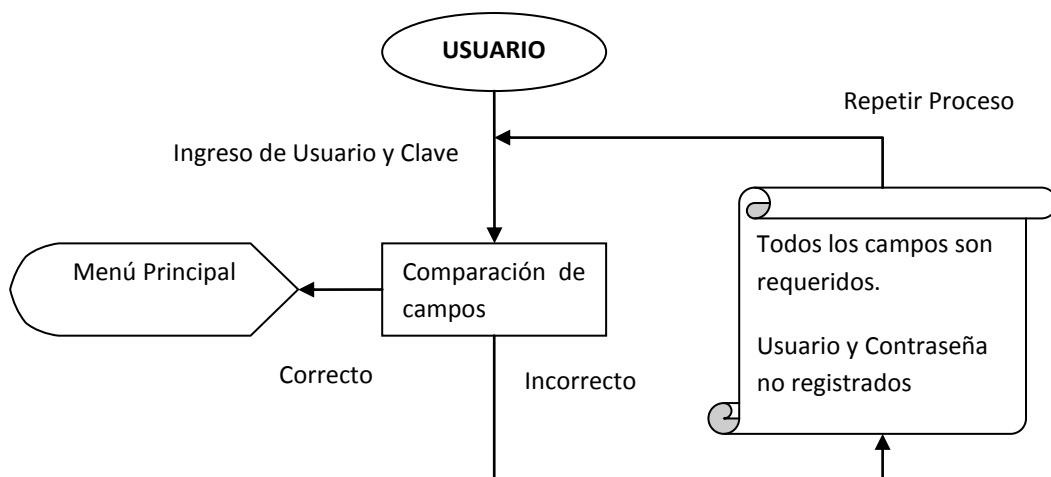 USUARIO
Repetir Proceso
Ingreso de Usuario y Clave
Menú Principal
Comparación de
campos
Todos los campos son
requeridos.
Usuario y Contraseña
no registrados
Correcto
Incorrecto